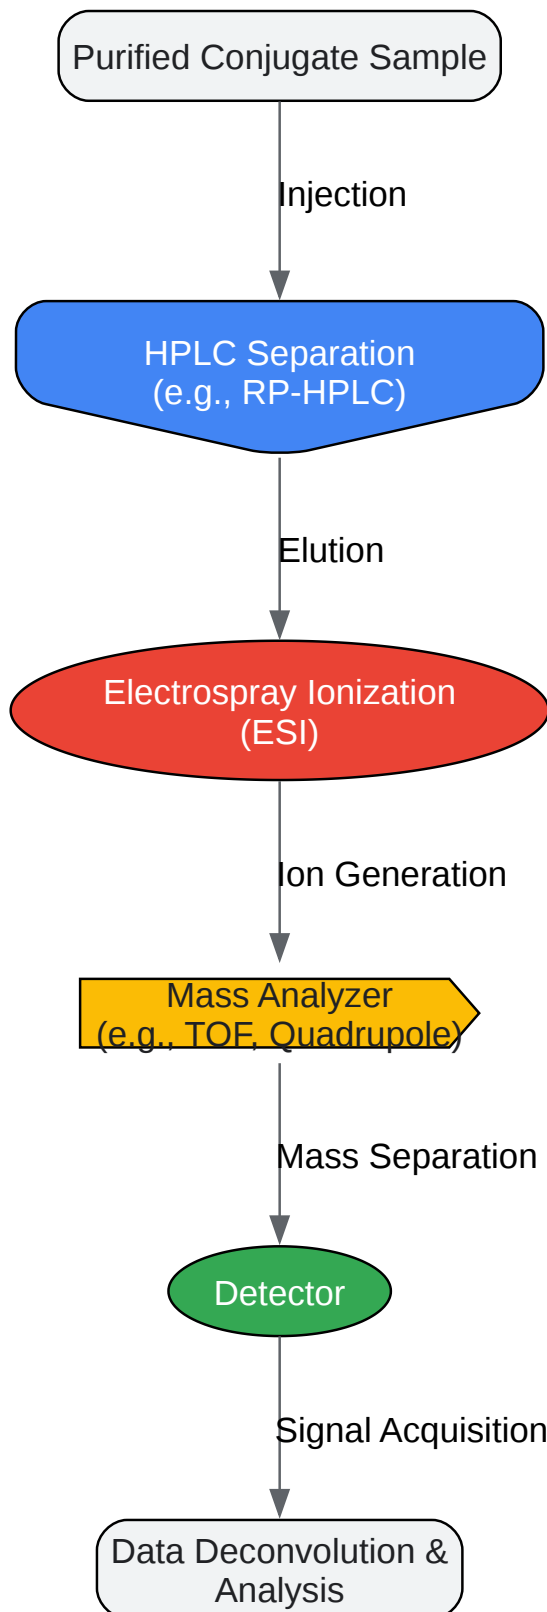 Purified Conjugate Sample
Injection
HPLC Separation
(e.g., RP-HPLC)
Elution
Electrospray Ionization
(ESI)
Ion Generation
Mass Analyzer
(e.g., TOF, Quadrupole)
Mass Separation
Detector
Signal Acquisition
Data Deconvolution &
Analysis